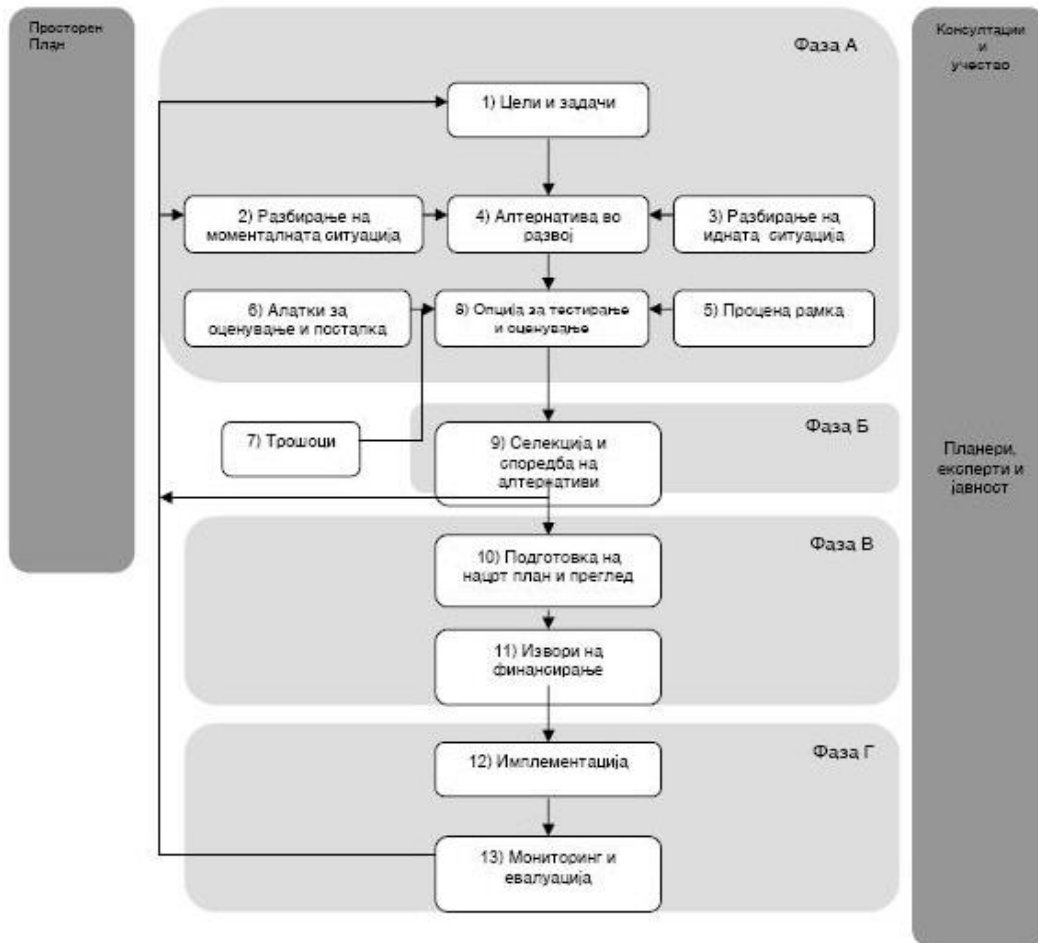 Просторен
План
Фаза А
Консултации
и
учество
1) Цели и задачи
2) Разбирање на
моменталната ситуација
4) Алтернатива во
развој
3) Разбирање на
идната ситуација
6) Алатки за
оценување и постапка
8) Опција за тестирање
и оценување
5) Процена рамка
Фаза Б
7) Трошоци
9) Селекција и
споредба на
алтернативи
Планери,
експерти и
јавност
Фаза В
10) Подготовка на
нацрт план и преглед
11) Извори на
финансирање
Фаза Г
12) Имплементација
13) Мониторинг и
евалуација